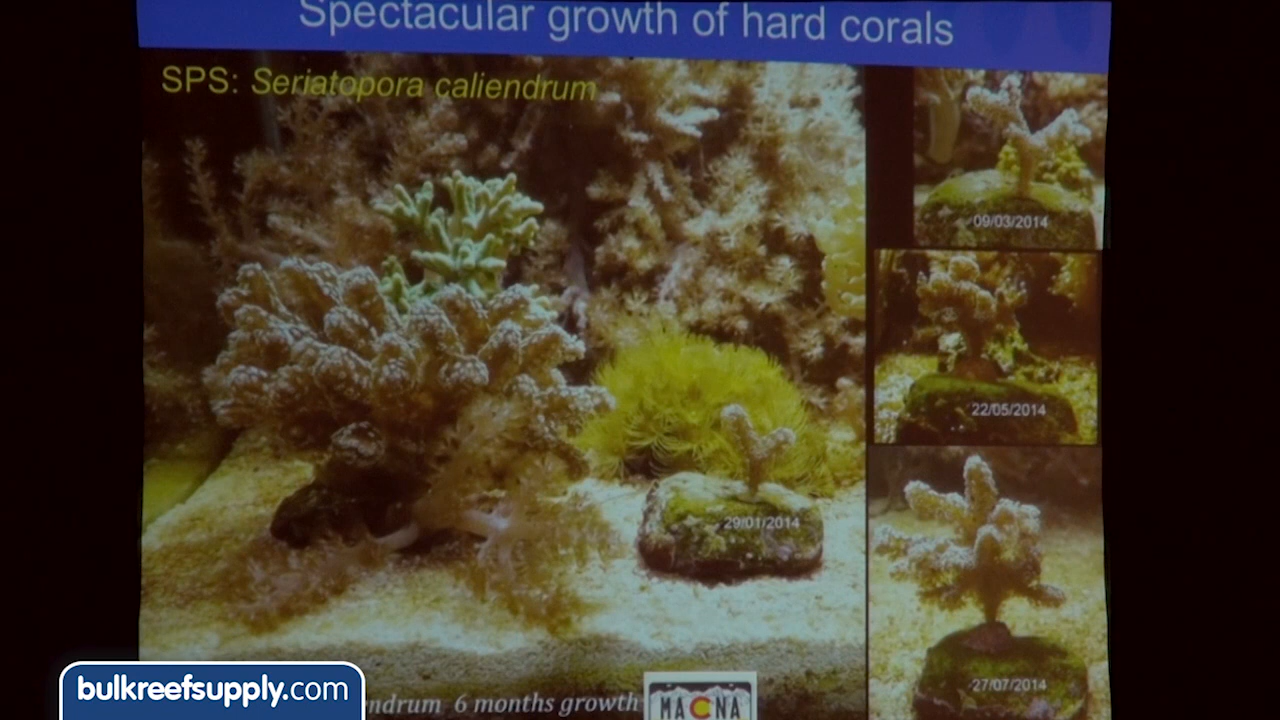 Spectacular growth of hard corals
SPS: Seriatopora caliendrum
09/03/2014
22/05/2014
29/01/2014
27/07/2014
6 months growth
MACNA
bulkreefsupply.com